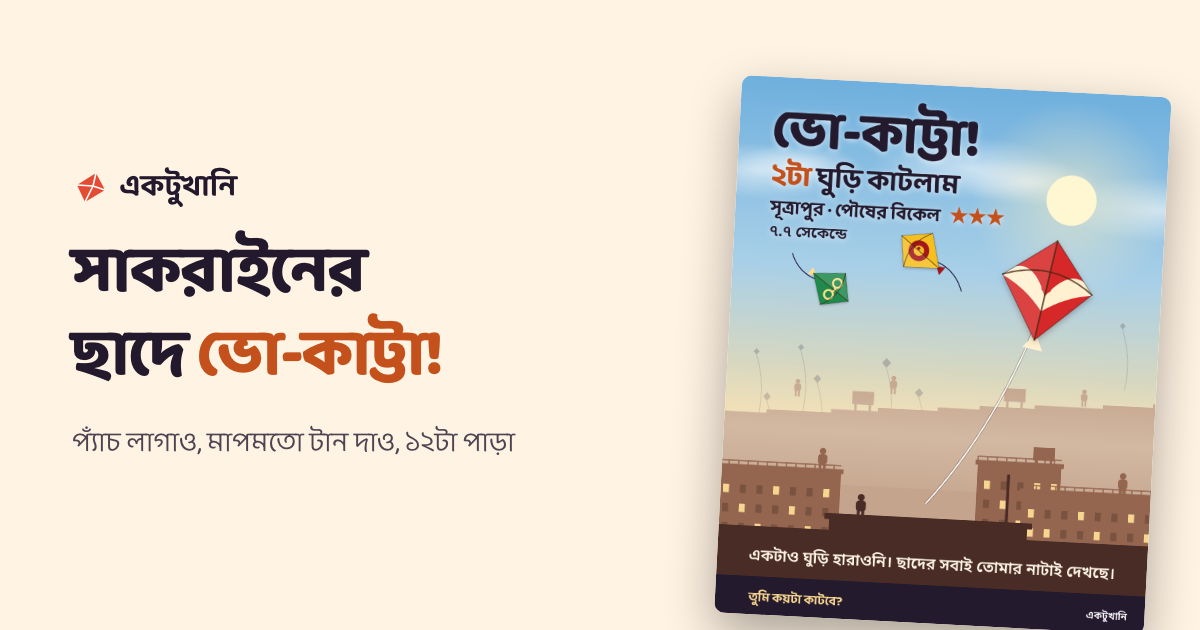 একটুখানি
সাকরাইনের
ছাদে ভো-কাট্টা!
প্যাঁচ লাগাও, মাপমতো টান দাও, ১২টা পাড়া
ভো-কাট্টা!
২টা ঘুড়ি কাটলাম
সূত্রাপুর · পৌষের বিকেল ★★★
৭.৭ সেকেন্ডে
একটাও ঘুড়ি হারাওনি। ছাদের সবাই তোমার নাটাই দেখছে।
তুমি কয়টা কাটবে?
একটুখানি